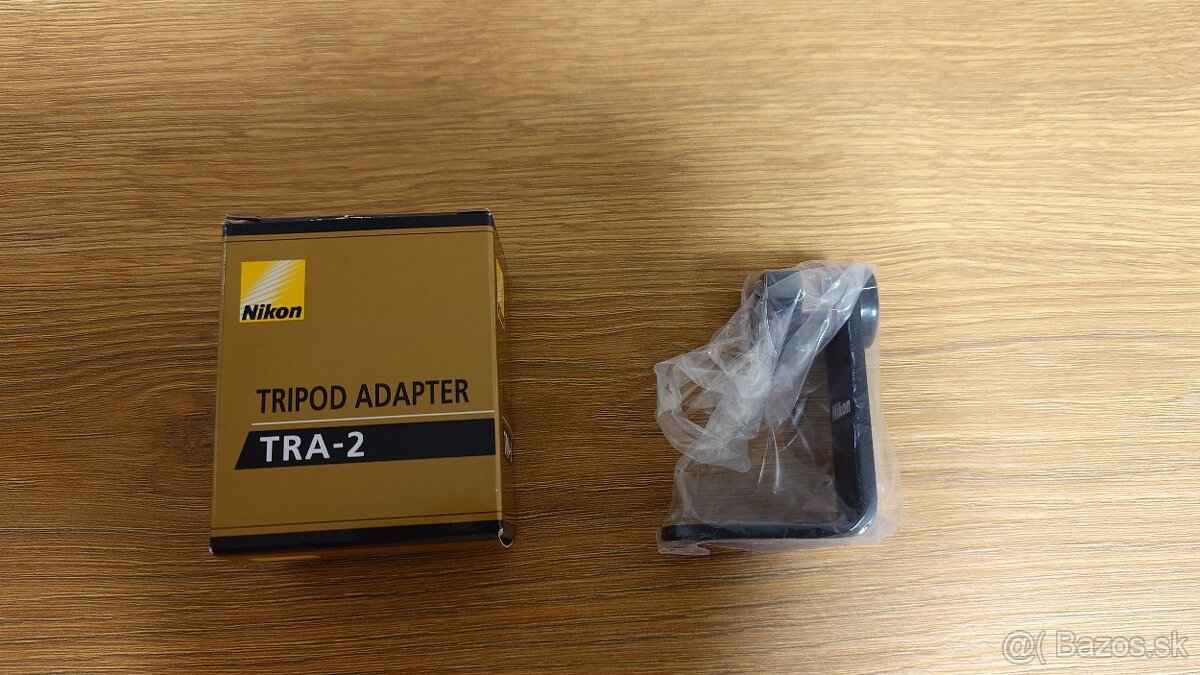 Nikon
TRIPOD ADAPTER
TRA-2
Nikon
@( Bazos.sk